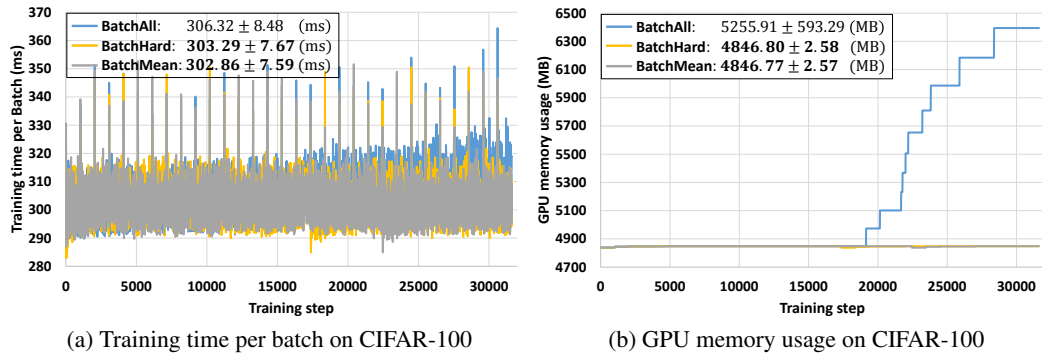 BatchAll: 306.32 ± 8.48 (ms)
BatchHard: 303.29 ± 7.67 (ms)
BatchMean: 302.86 ± 7.59 (ms)
370
360
350
340
330
320
310
300
290
280
Training time per Batch (ms)
0 5000 10000 15000 20000 25000 30000
Training step
(a) Training time per batch on CIFAR-100
BatchAll: 5255.91 ± 593.29 (MB)
BatchHard: 4846.80 ± 2.58 (MB)
BatchMean: 4846.77 ± 2.57 (MB)
6500
6300
6100
5900
5700
5500
5300
5100
4900
4700
GPU memory usage (MB)
0 5000 10000 15000 20000 25000 30000
Training step
(b) GPU memory usage on CIFAR-100